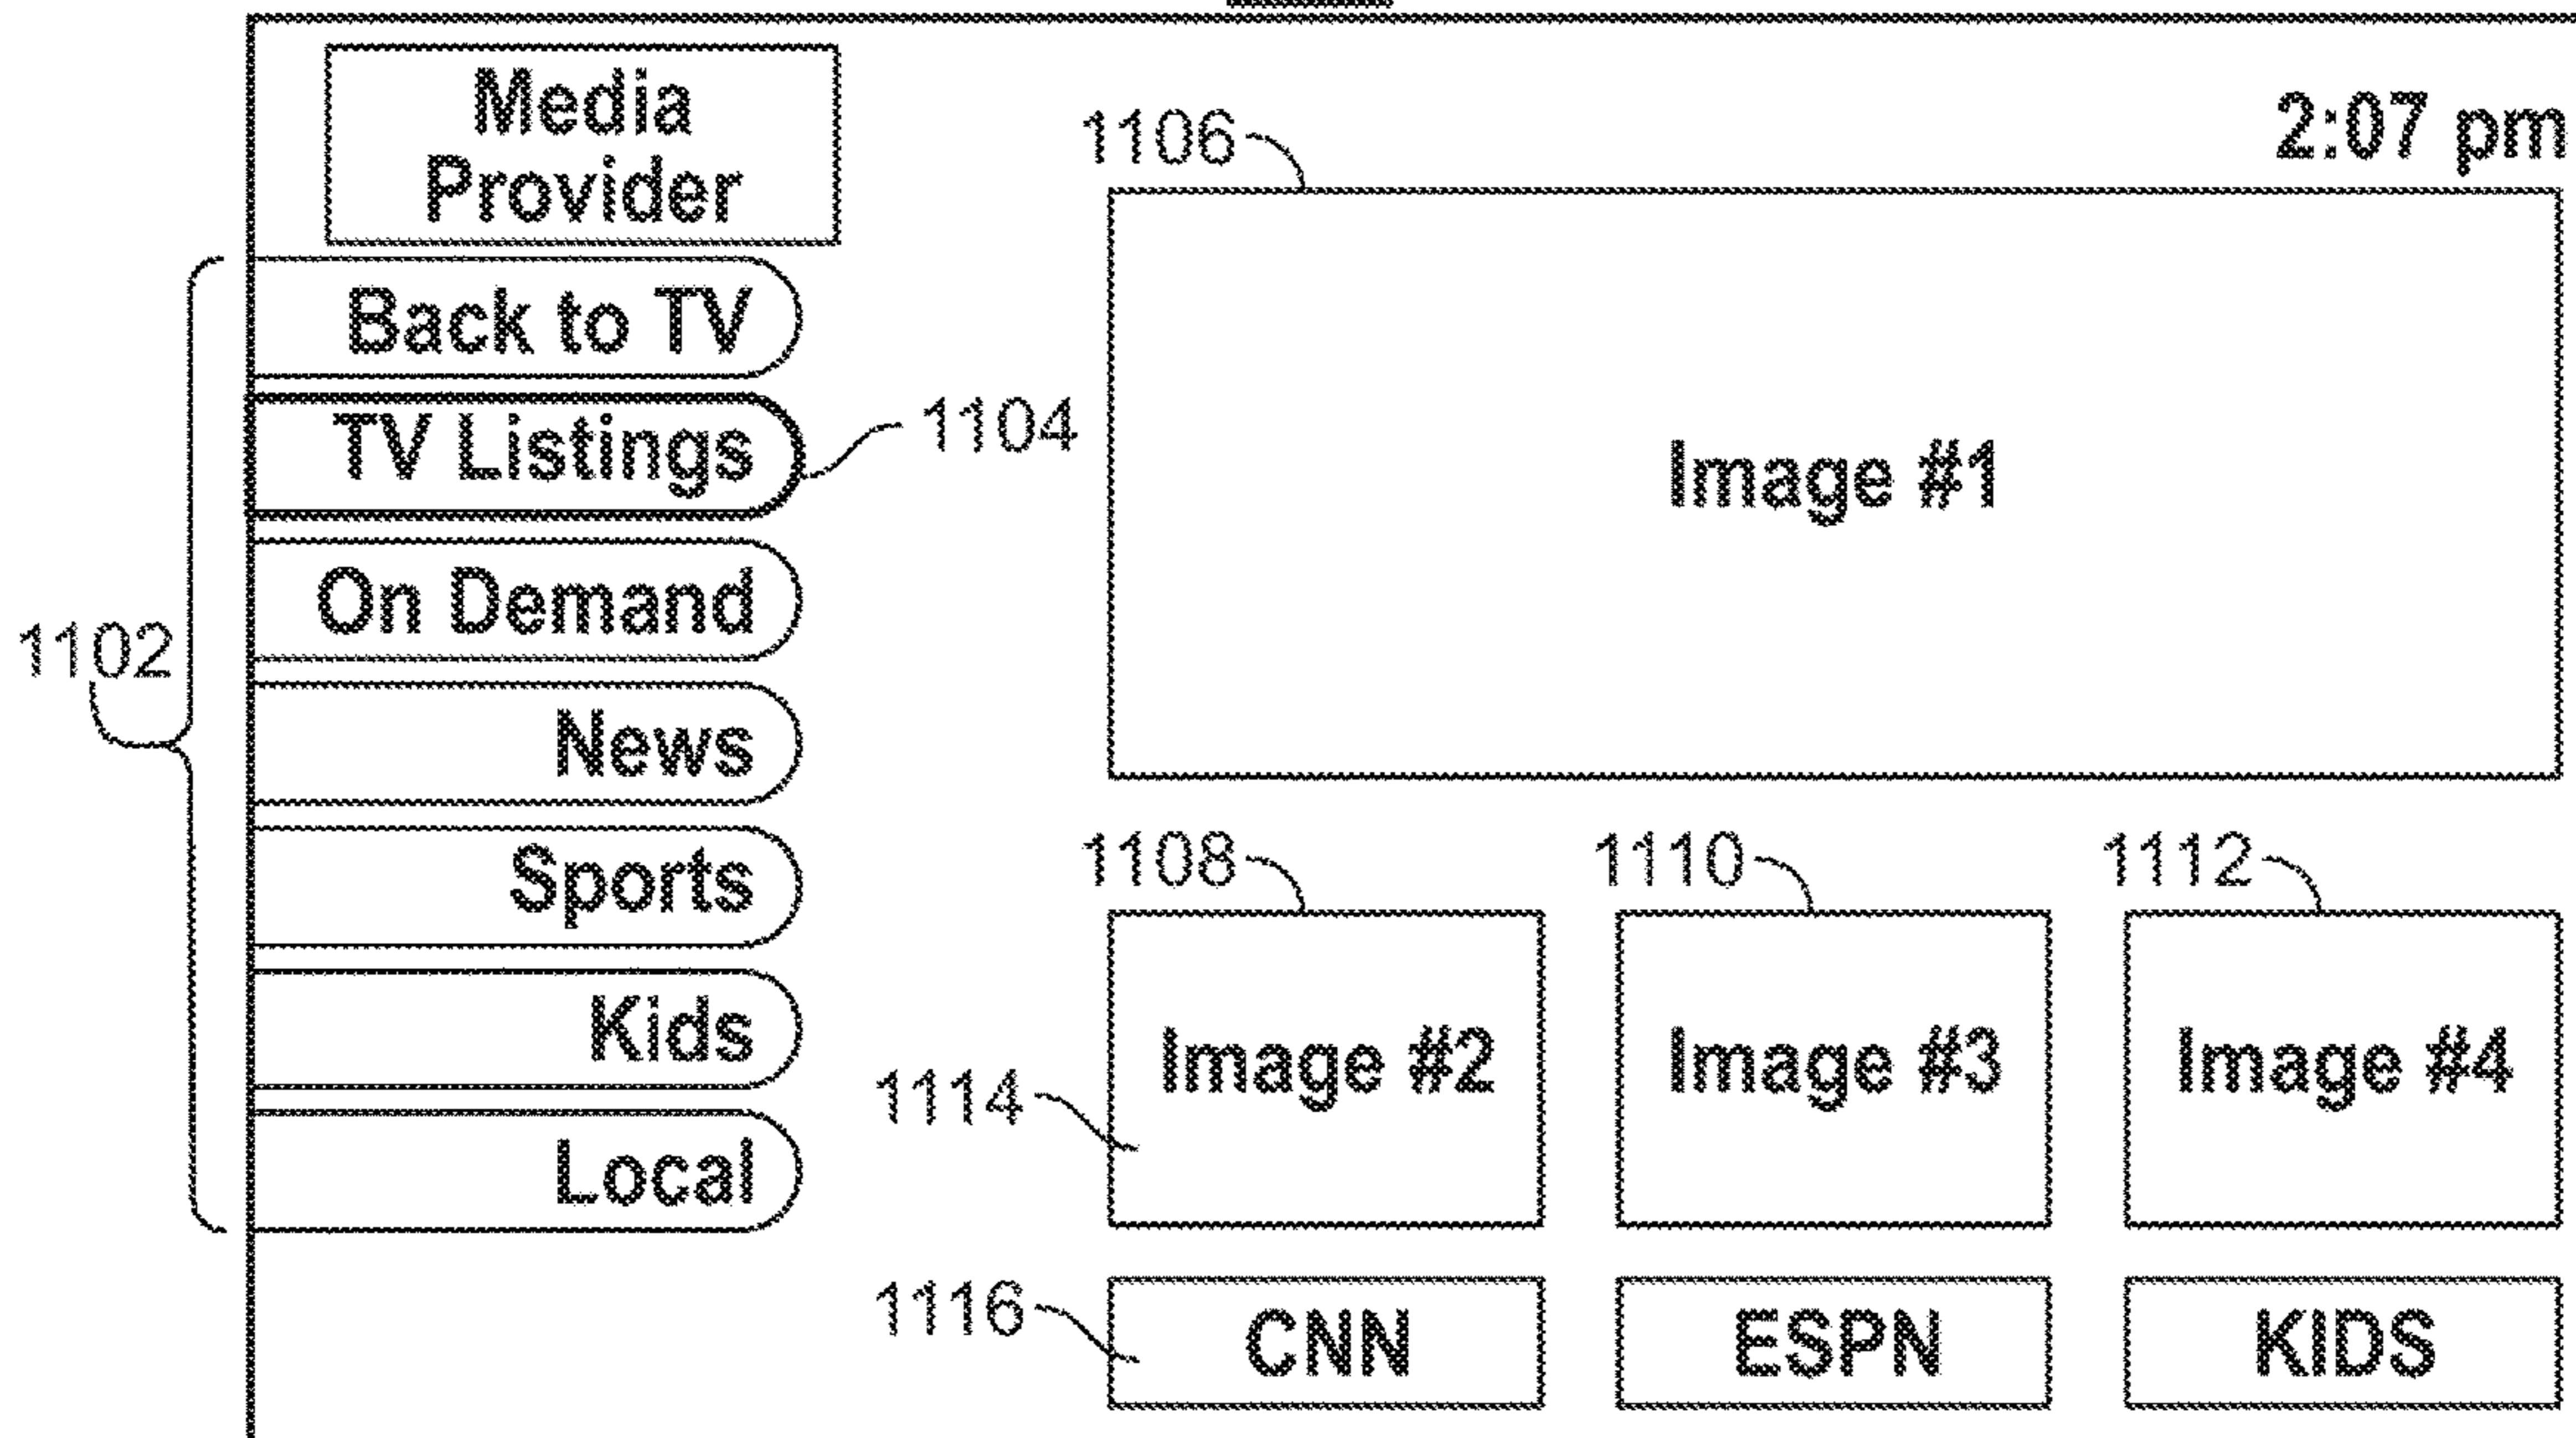 Media
Provider
2:07 pm
1106
Back to TV
TV Listings
1104
Image #1
On Demand
1102
News
Sports
1108
1110
1112
Kids
Image #2
Image #3
Image #4
1114
Local
1116
CNN
ESPN
KIDS